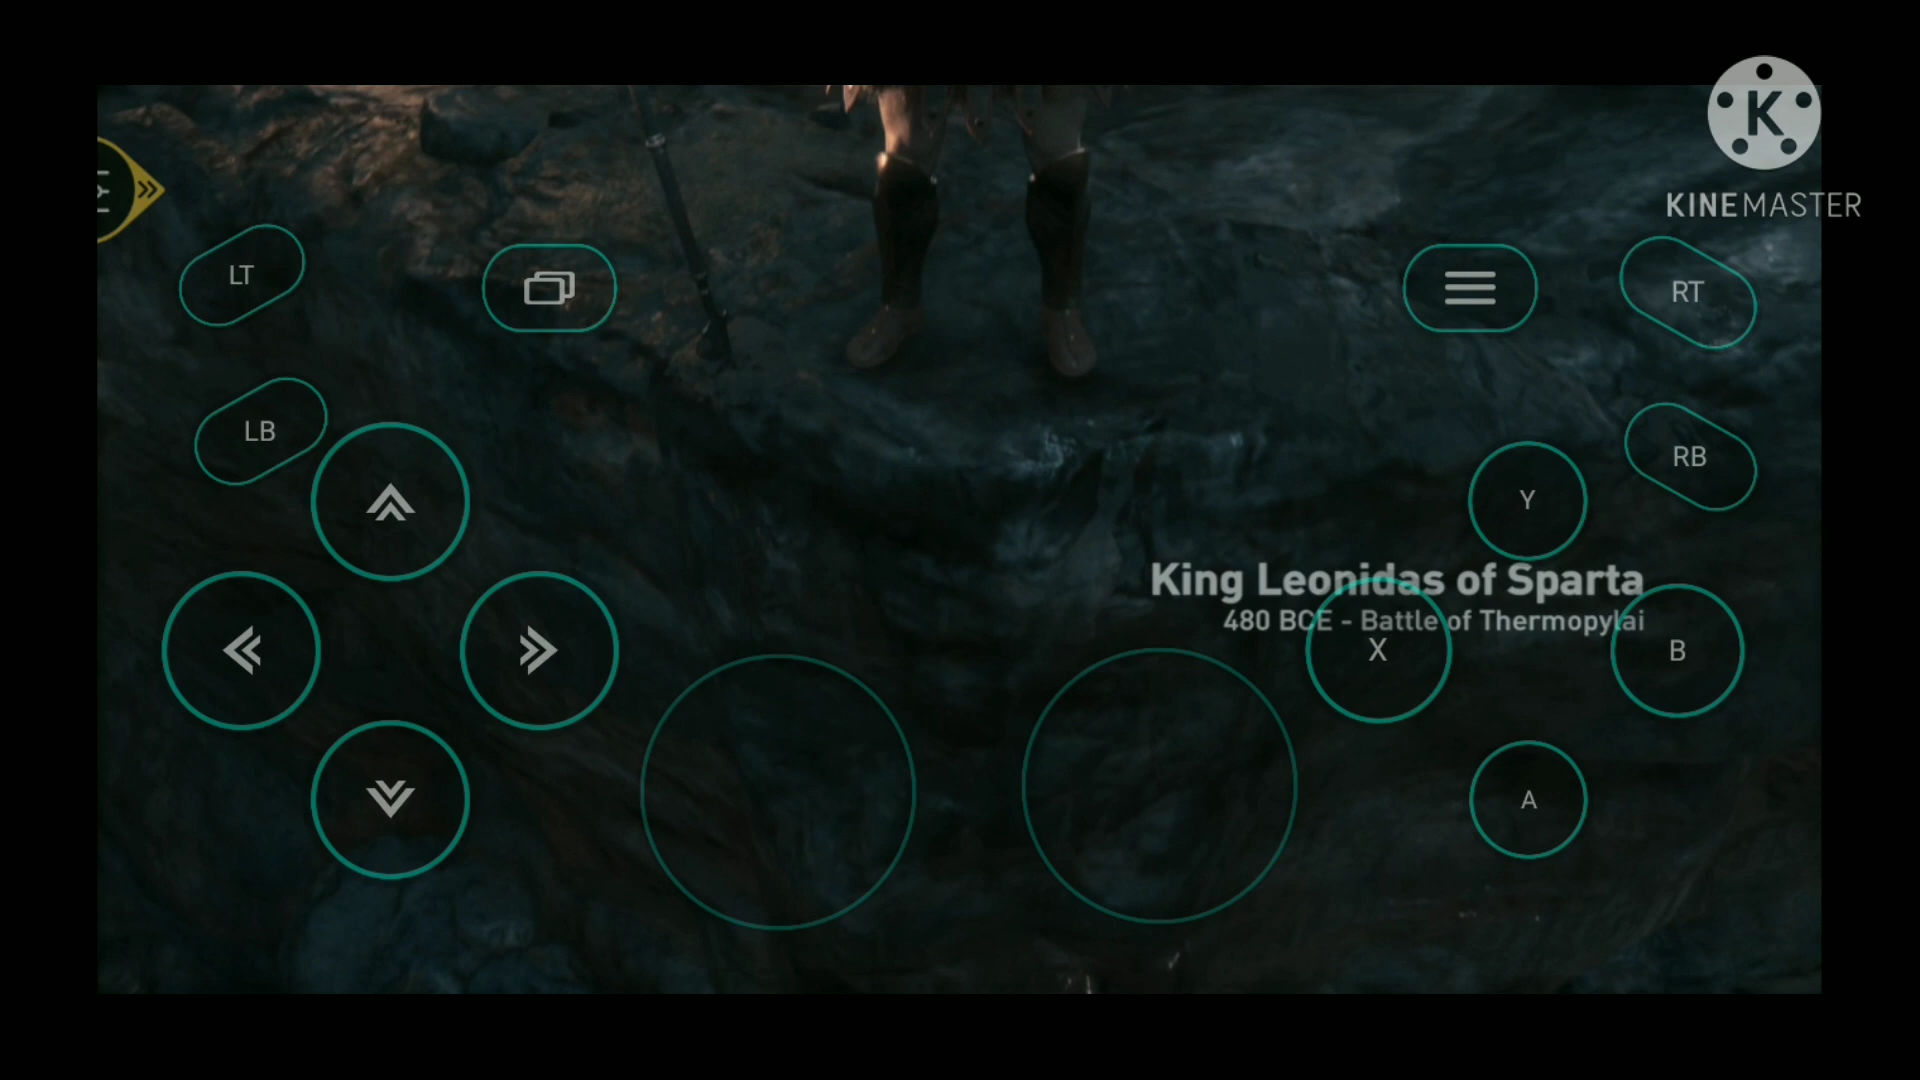 K
KINEMASTER
LT
RT
LB
RB
Y
King Leonidas of Sparta
480 BCE - Battle of Thermopylai
X
B
A